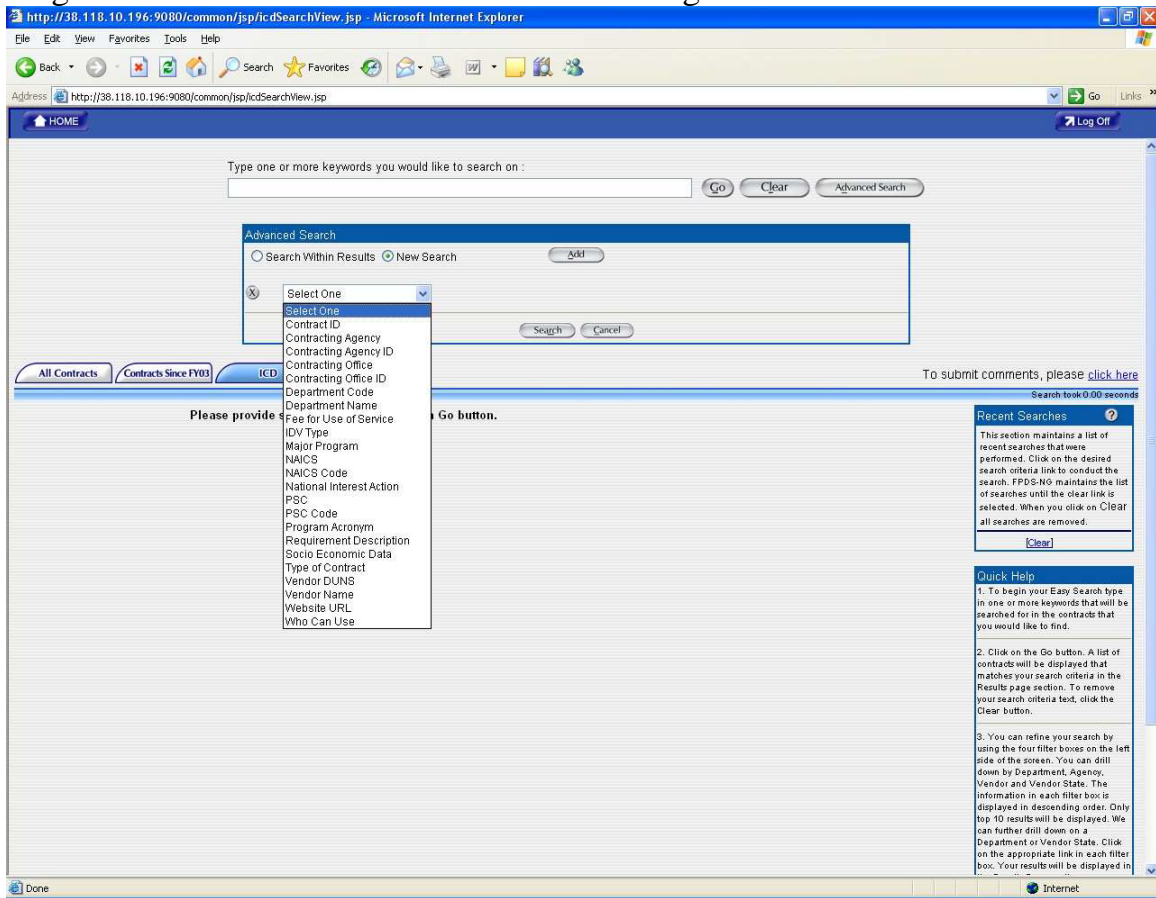 http://38.118.10.196:9080/common/jsp/icdSearchView.jsp - Microsoft Internet Explorer
File Edit View Favorites Tools Help
Back Search Favorites
Address http://38.118.10.196:9080/common/jsp/icdSearchView.jsp Go Links »
HOME Log Off
Type one or more keywords you would like to search on :
Go Clear Advanced Search
Advanced Search
Search Within Results New Search Add
X Select One
Select One
Contract ID
Contracting Agency
Contracting Agency ID
Contracting Office
Contracting Office ID
Department Code
Department Name
Fee for Use of Service
IDV Type
Major Program
NAICS
NAICS Code
National Interest Action
PSC
PSC Code
Program Acronym
Requirement Description
Socio Economic Data
Type of Contract
Vendor DUNS
Vendor Name
Website URL
Who Can Use
Search Cancel
All Contracts Contracts Since FY03 ICD
To submit comments, please click here
Search took 0.00 seconds
Please provide s Go button.
Recent Searches ?
This section maintains a list of
recent searches that were
performed. Click on the desired
search criteria link to conduct the
search. FPDS-NG maintains the list
of searches until the clear link is
selected. When you click on Clear
all searches are removed.
[Clear]
Quick Help
1. To begin your Easy Search type
in one or more keywords that will be
searched for in the contracts that
you would like to find.
2. Click on the Go button. A list of
contracts will be displayed that
matches your search criteria in the
Results page section. To remove
your search criteria text, click the
Clear button.
3. You can refine your search by
using the four filter boxes on the left
side of the screen. You can drill
down by Department, Agency,
Vendor and Vendor State. The
information in each filter box is
displayed in descending order. Only
top 10 results will be displayed. We
can further drill down on a
Department or Vendor State. Click
on the appropriate link in each filter
box. Your results will be displayed in
Done Internet